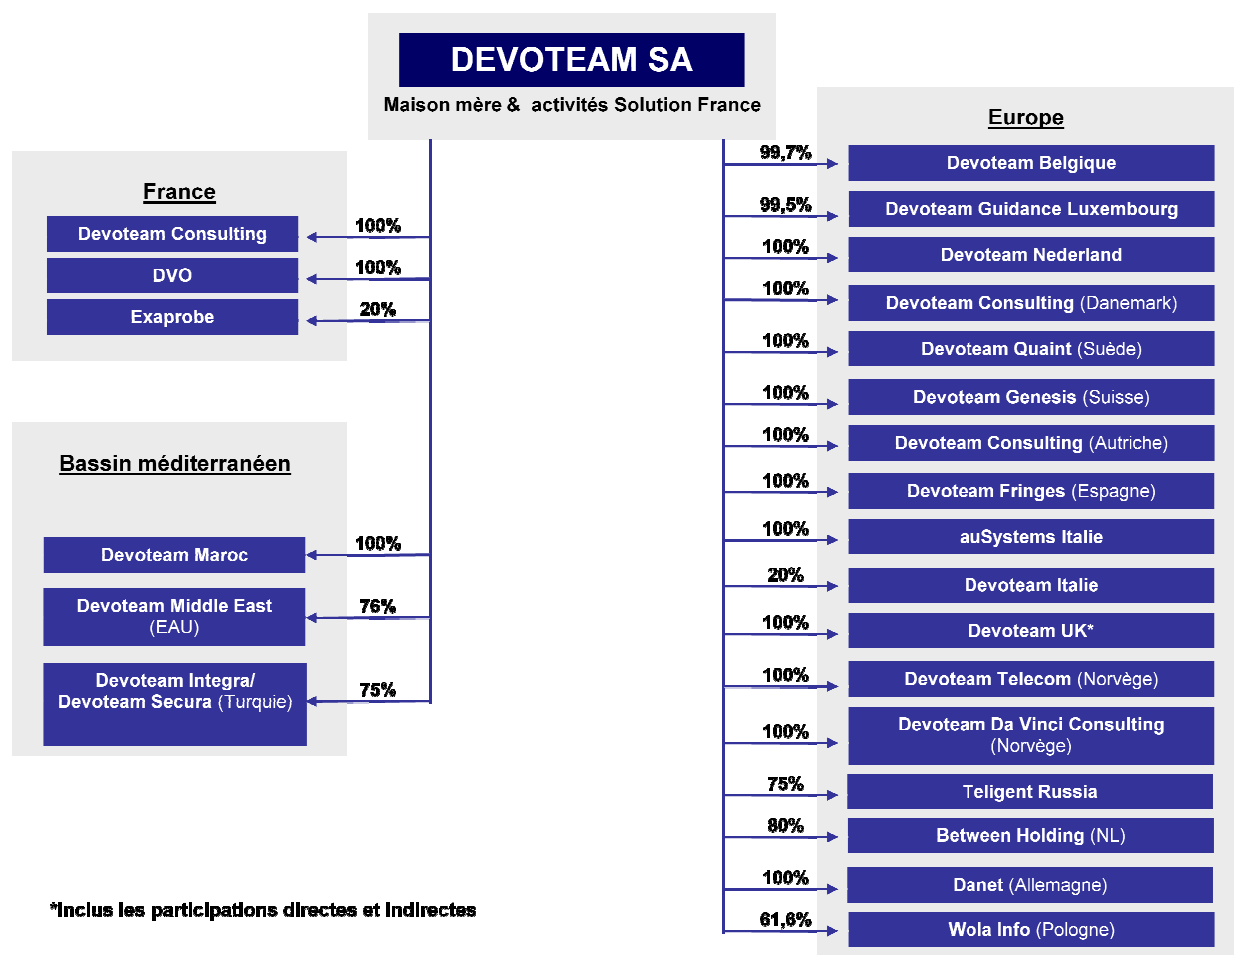 DEVOTEAM SA
Maison mère & activités Solution France
France
100%
Devoteam Consulting
100%
DVO
20%
Exaprobe
Bassin méditerranéen
100%
Devoteam Maroc
76%
Devoteam Middle East
(EAU)
75%
Devoteam Integra/
Devoteam Secura (Turquie)
*Inclus les participations directes et indirectes
Europe
99,7%
Devoteam Belgique
99,5%
Devoteam Guidance Luxembourg
100%
Devoteam Nederland
100%
Devoteam Consulting (Danemark)
100%
Devoteam Quaint (Suède)
100%
Devoteam Genesis (Suisse)
100%
Devoteam Consulting (Autriche)
100%
Devoteam Fringes (Espagne)
100%
auSystems Italie
20%
Devoteam Italie
100%
Devoteam UK*
100%
Devoteam Telecom (Norvège)
100%
Devoteam Da Vinci Consulting
(Norvège)
75%
Teligent Russia
80%
Between Holding (NL)
100%
Danet (Allemagne)
61,6%
Wola Info (Pologne)